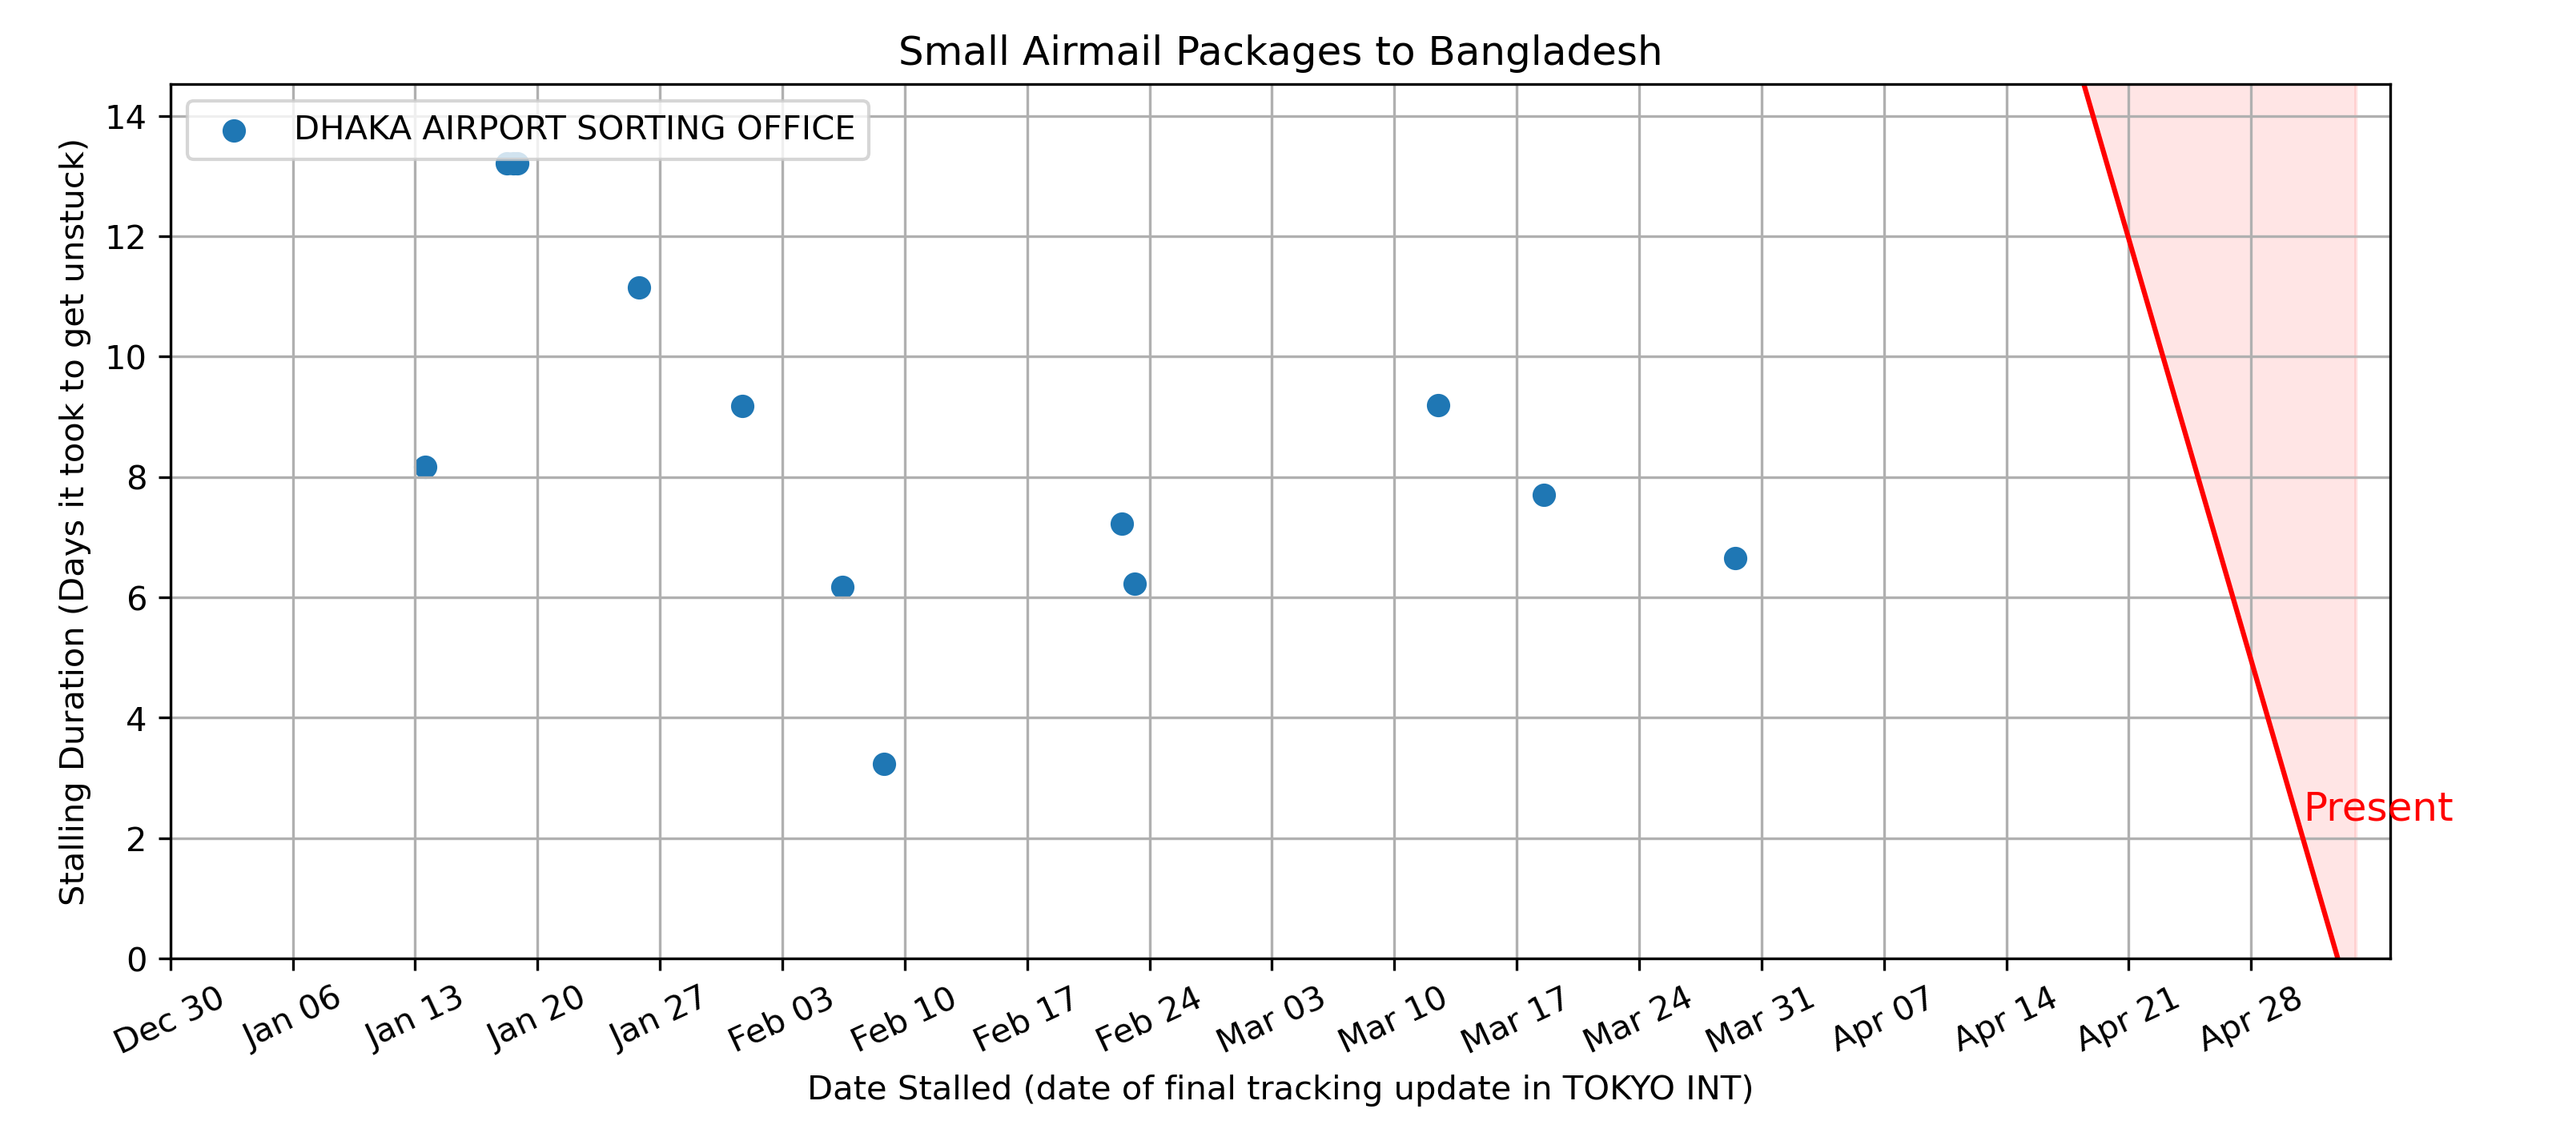 Small Airmail Packages to Bangladesh
DHAKA AIRPORT SORTING OFFICE
Stalling Duration (Days it took to get unstuck)
14
12
10
8
6
4
2
0
Present
Dec 30 Jan 06 Jan 13 Jan 20 Jan 27 Feb 03 Feb 10 Feb 17 Feb 24 Mar 03 Mar 10 Mar 17 Mar 24 Mar 31 Apr 07 Apr 14 Apr 21 Apr 28
Date Stalled (date of final tracking update in TOKYO INT)